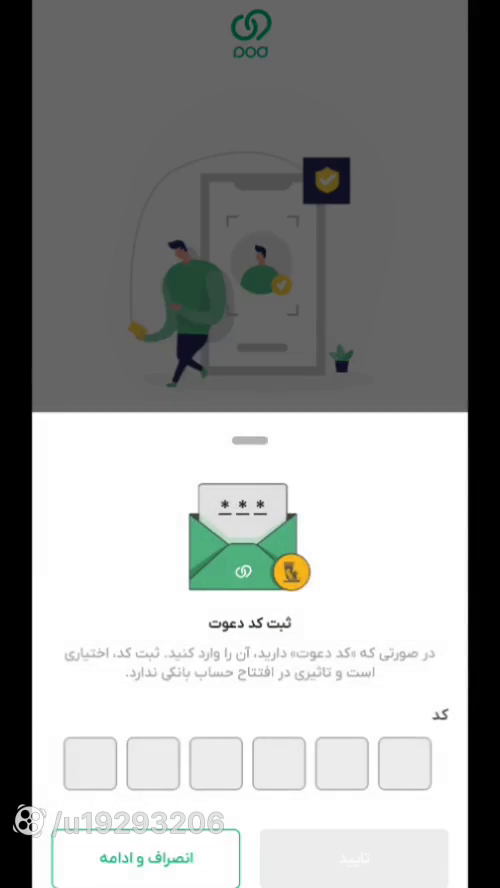 pod
* * *
ثبت کد دعوت
در صورتی که «کد دعوت» دارید، آن را وارد کنید. ثبت کد، اختیاری
است و تاثیری در افتتاح حساب بانکی ندارد.
کد
/u19293206
تایید
انصراف و ادامه